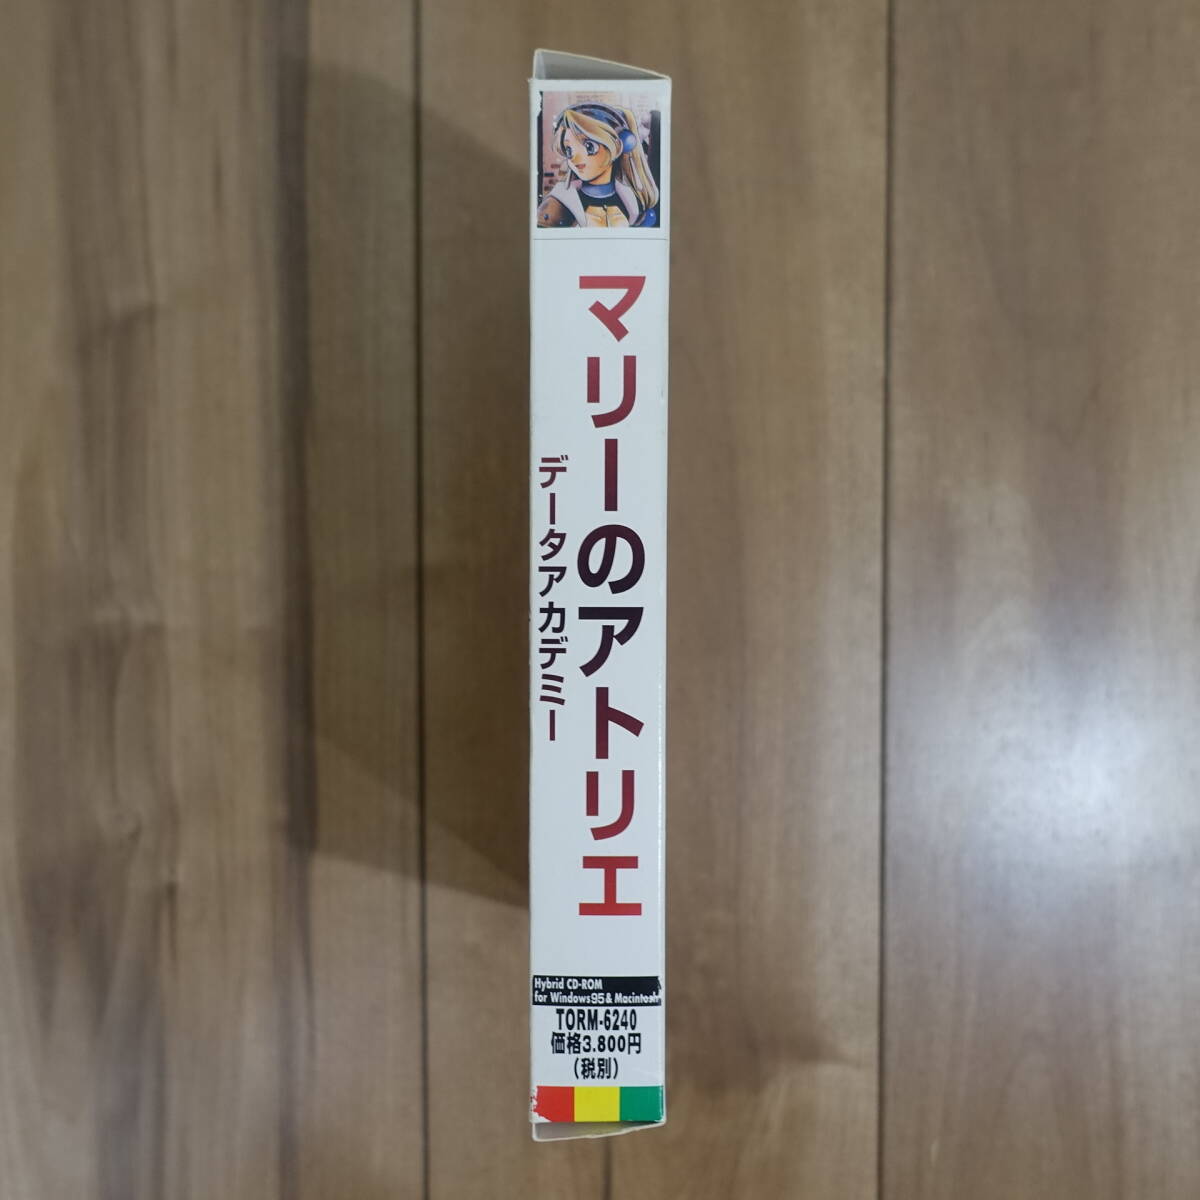 マリーのアトリエ
データアカデミー
Hybrid CD-ROM
for Windows95 & Macintosh
TORM-6240
価格3.800円
(税別)